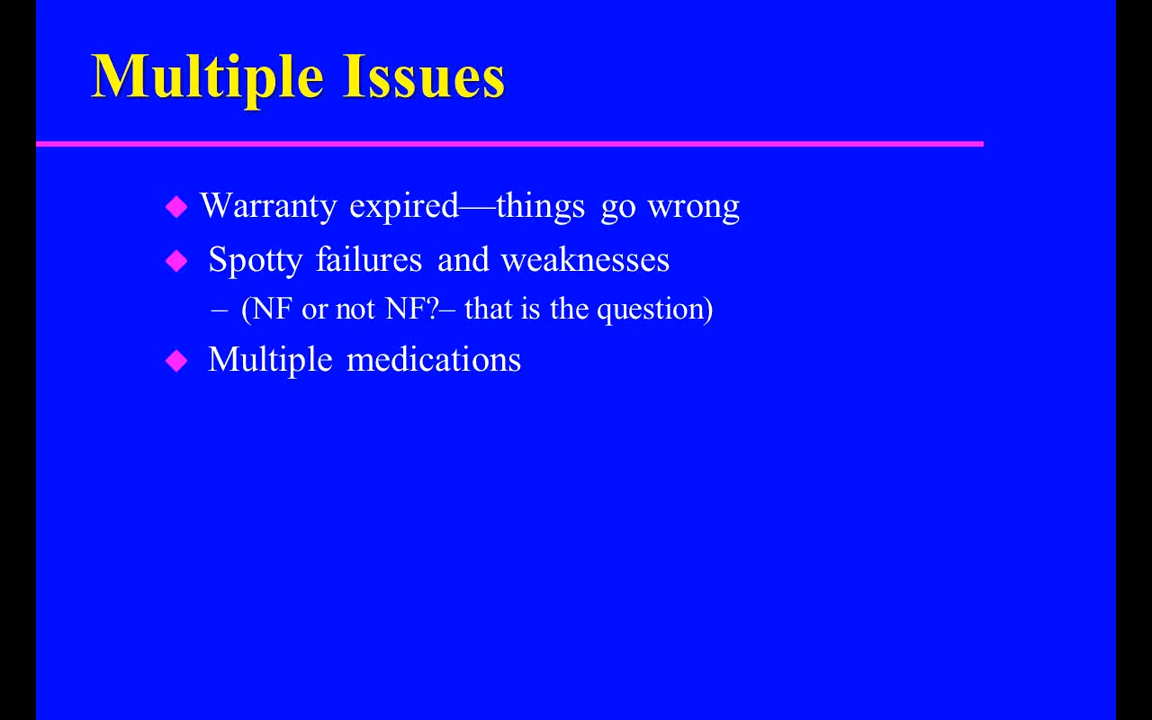 Multiple Issues
Warranty expired—things go wrong
Spotty failures and weaknesses
– (NF or not NF?– that is the question)
Multiple medications